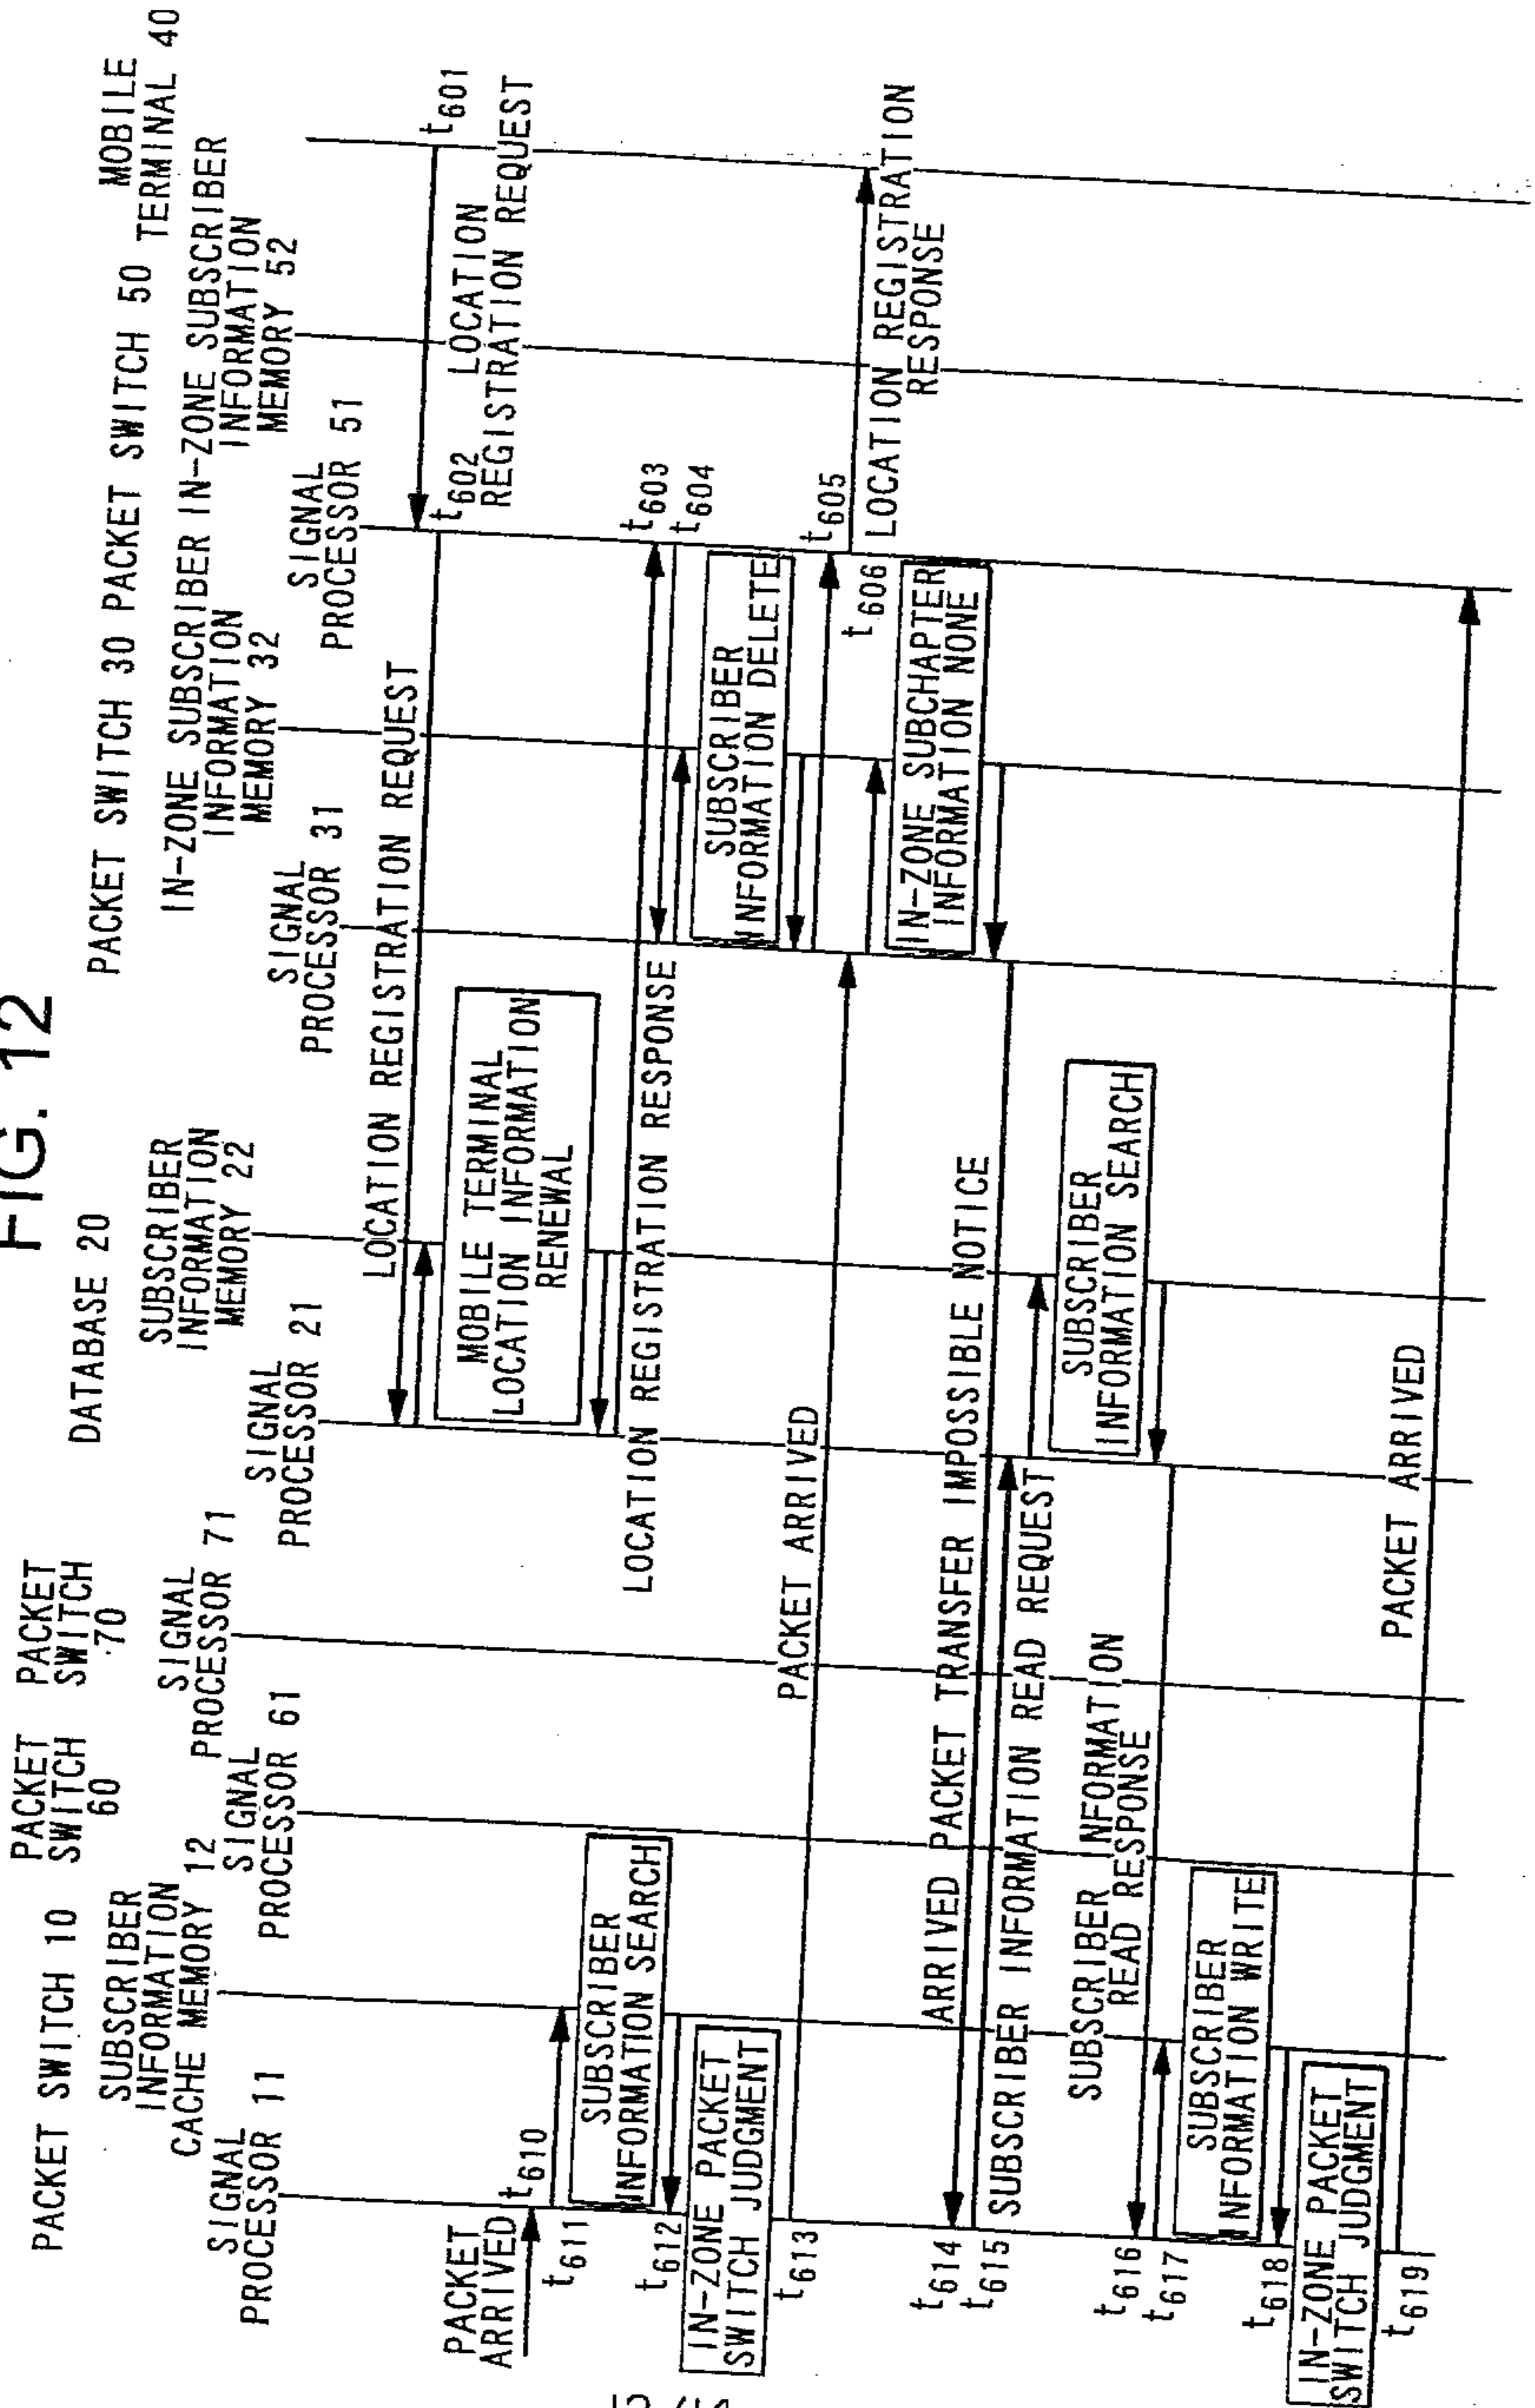 FIG. 12
PACKET SWITCH 10
PACKET
SWITCH
60
PACKET
SWITCH
70
DATABASE 20
PACKET SWITCH 30
PACKET SWITCH 50
MOBILE
TERMINAL 40
SIGNAL
PROCESSOR 11
SUBSCRIBER
INFORMATION
CACHE MEMORY 12
SIGNAL
PROCESSOR 61
SIGNAL
PROCESSOR 71
SIGNAL
PROCESSOR 21
SUBSCRIBER
INFORMATION
MEMORY 22
SIGNAL
PROCESSOR 31
IN-ZONE SUBSCRIBER
INFORMATION
MEMORY 32
SIGNAL
PROCESSOR 51
IN-ZONE SUBSCRIBER
INFORMATION
MEMORY 52
t601
LOCATION
REGISTRATION REQUEST
t602
LOCATION REGISTRATION REQUEST
MOBILE TERMINAL
LOCATION INFORMATION
RENEWAL
LOCATION REGISTRATION RESPONSE
t603
t604
SUBSCRIBER
INFORMATION DELETE
t605
LOCATION REGISTRATION
RESPONSE
t606
IN-ZONE SUBCHAPTER
INFORMATION NONE
PACKET
ARRIVED
t610
t611
SUBSCRIBER
INFORMATION SEARCH
t612
IN-ZONE PACKET
SWITCH JUDGMENT
t613
PACKET ARRIVED
t614
ARRIVED PACKET TRANSFER IMPOSSIBLE NOTICE
t615
SUBSCRIBER INFORMATION READ REQUEST
SUBSCRIBER
INFORMATION SEARCH
SUBSCRIBER INFORMATION
READ RESPONSE
t616
t617
SUBSCRIBER
INFORMATION WRITE
t618
IN-ZONE PACKET
SWITCH JUDGMENT
t619
PACKET ARRIVED